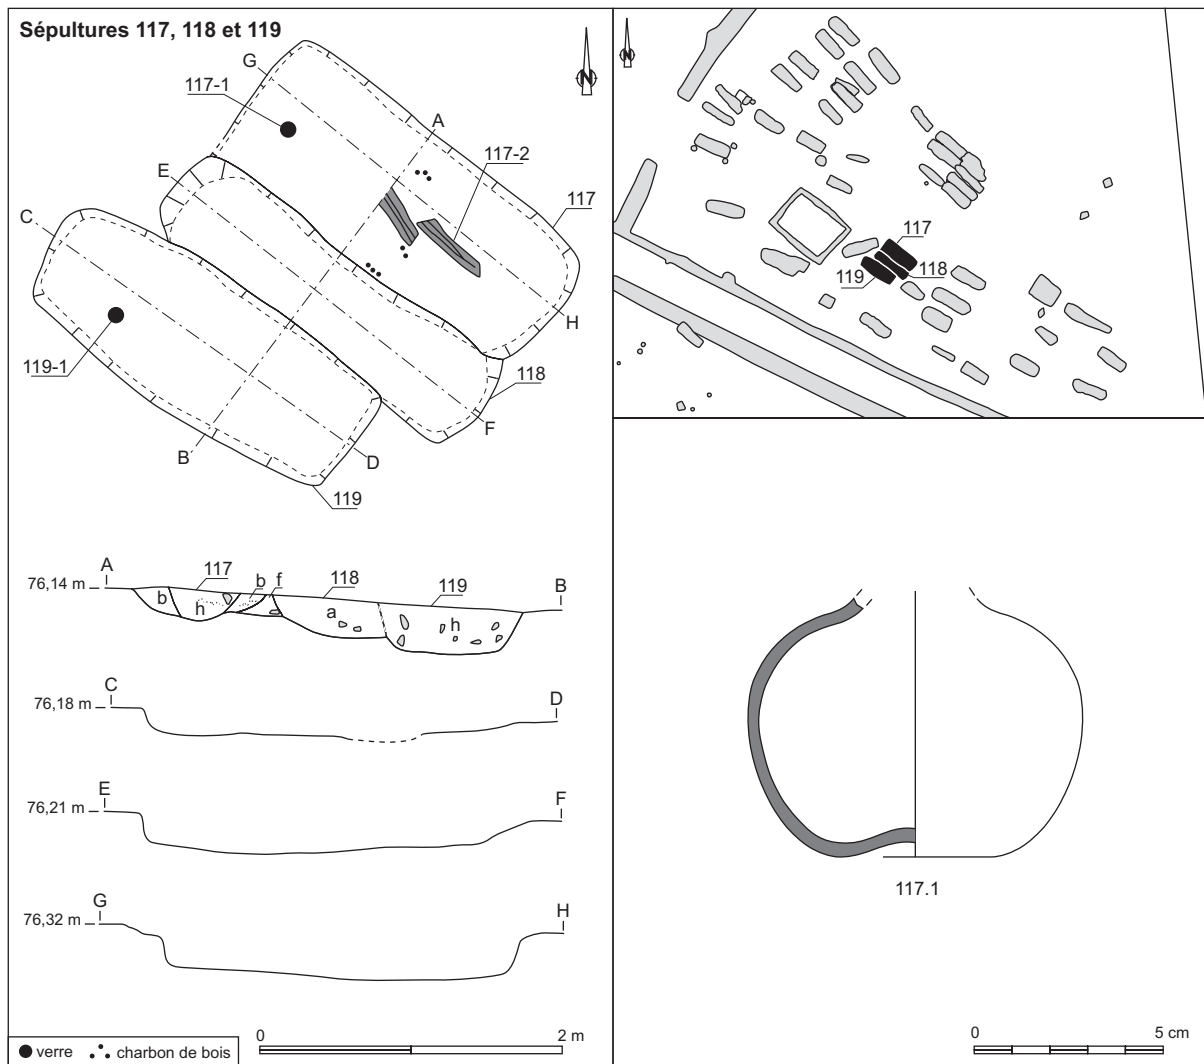 Sépultures 117, 118 et 119
G
117-1
N
A
117-2
E
117
C
H
119-1
118
F
B
D
119
A
117
b
f
118
119
B
76,14 m
b
h
a
h
C
76,18 m
D
E
76,21 m
F
G
76,32 m
H
verre
charbon de bois
0
2 m
N
117
119
118
117.1
0
5 cm